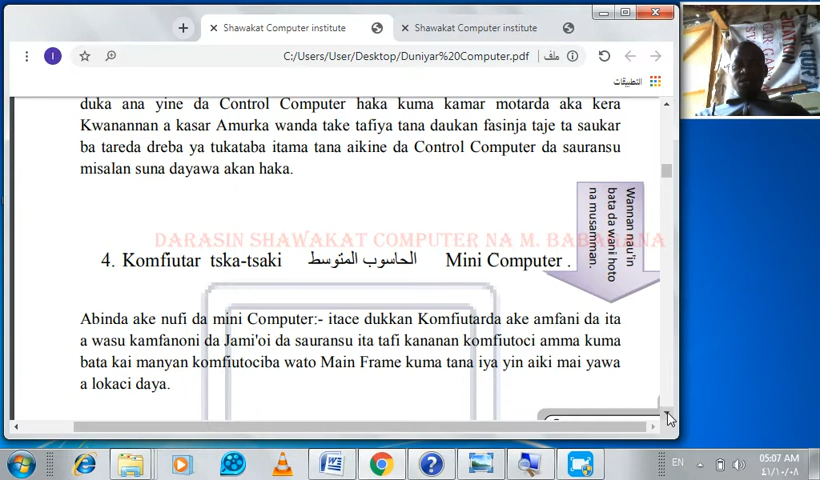 Shawakat Computer institute
Shawakat Computer institute
C:/Users/User/Desktop/Duniyar%20Computer.pdf
ملف
التطبيقات
duka ana yine da Control Computer haka kuma kamar motarda aka kera
Kwanannan a kasar Amurka wanda take tafiya tana daukan fasinja taje ta saukar
ba tareda dreba ya tukataba itama tana aikine da Control Computer da sauransu
misalan suna dayawa akan haka.
Wannan nau'in
bata da wani hoto
na musamman.
DARASIN SHAWAKAT COMPUTER NA M. BABAGANA
4. Komfiutar tska-tsaki الحاسوب المتوسط Mini Computer .
Abinda ake nufi da mini Computer:- itace dukkan Komfiutarda ake amfani da ita
a wasu kamfanoni da Jami'oi da sauransu ita tafi kananan komfiutoci amma kuma
bata kai manyan komfiutociba wato Main Frame kuma tana iya yin aiki mai yawa
a lokaci daya.
EN
05:07 AM
٤١/١٠/٠٨